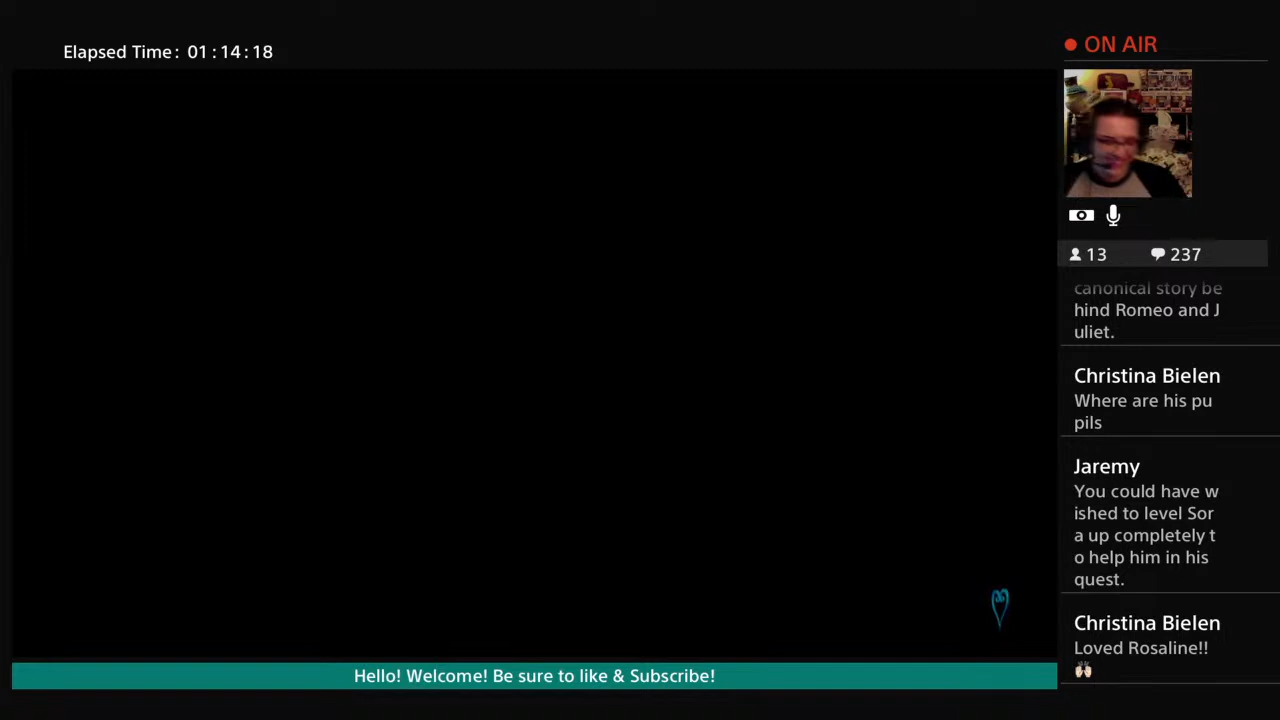 Elapsed Time: 01:14:18
ON AIR
13 237
canonical story be
hind Romeo and J
uliet.
Christina Bielen
Where are his pu
pils
Jaremy
You could have w
ished to level Sor
a up completely t
o help him in his
quest.
Christina Bielen
Loved Rosaline!!
🙌🏻
Hello! Welcome! Be sure to like & Subscribe!